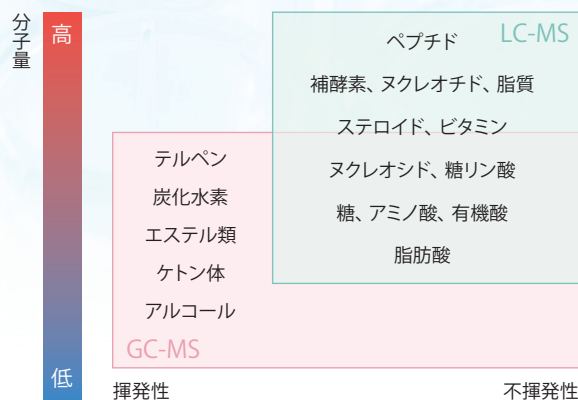 分子量
高
低
LC-MS
ペプチド
補酵素、ヌクレオチド、脂質
ステロイド、ビタミン
ヌクレオシド、糖リン酸
糖、アミノ酸、有機酸
脂肪酸
テルペン
炭化水素
エステル類
ケトン体
アルコール
GC-MS
揮発性
不揮発性